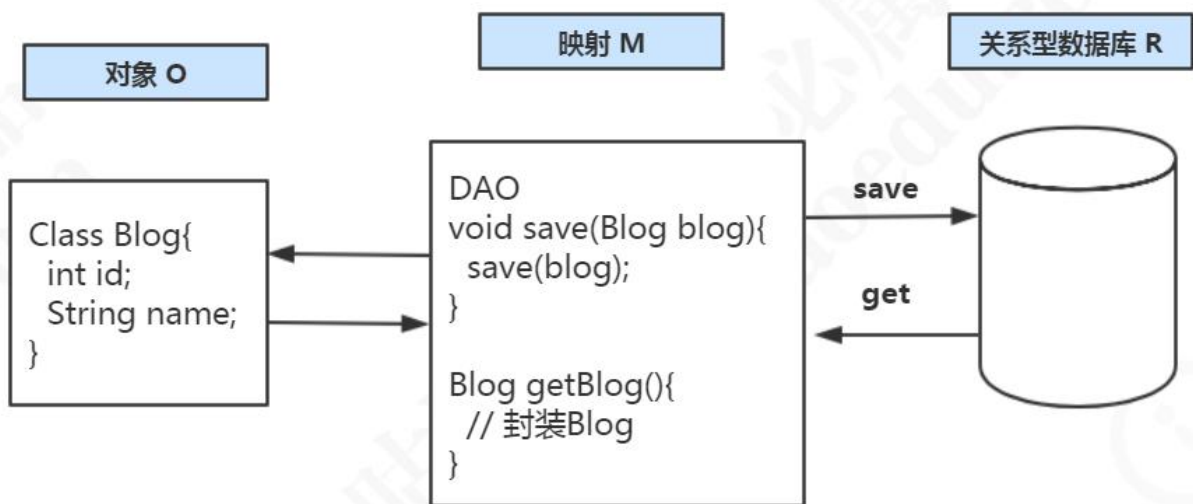 对象 O
映射 M
关系型数据库 R
Class Blog{
int id;
String name;
}
DAO
void save(Blog blog){
save(blog);
}
Blog getBlog(){
// 封装Blog
}
save
get